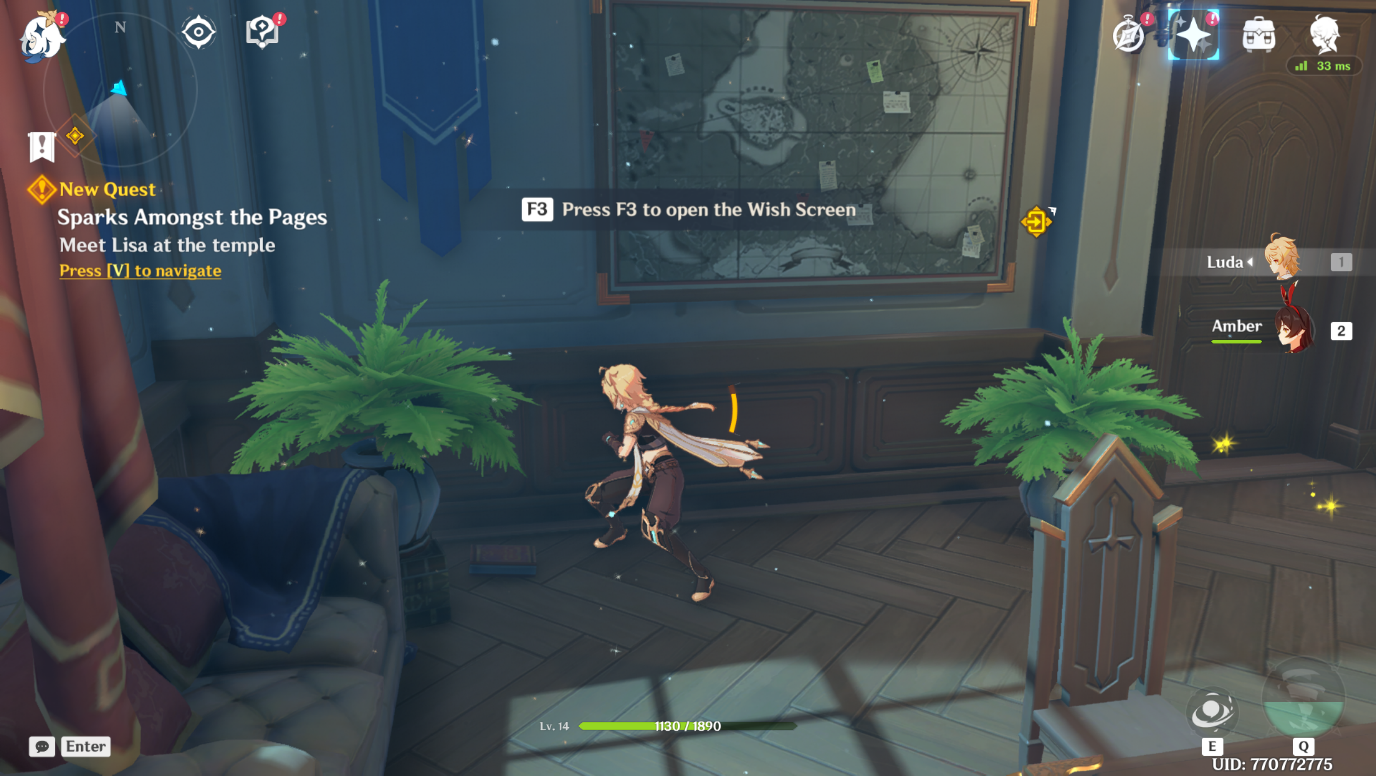 N
33 ms
New Quest
Sparks Amongst the Pages
Meet Lisa at the temple
Press [V] to navigate
F3 Press F3 to open the Wish Screen
Luda 1
Amber 2
Lv. 14 1130 / 1890
Enter
E Q
UID: 770772775